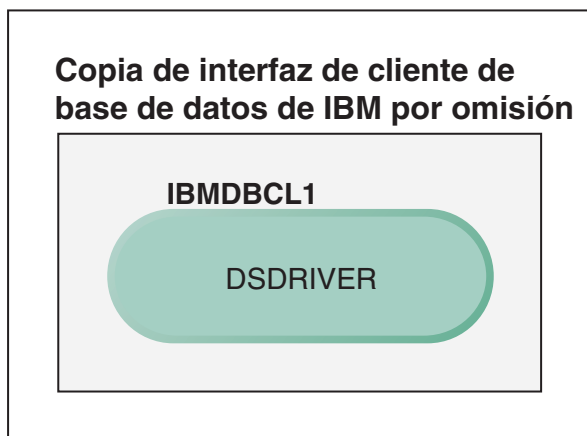 Copia de interfaz de cliente de
base de datos de IBM por omisión
IBMDBCL1
DSDRIVER